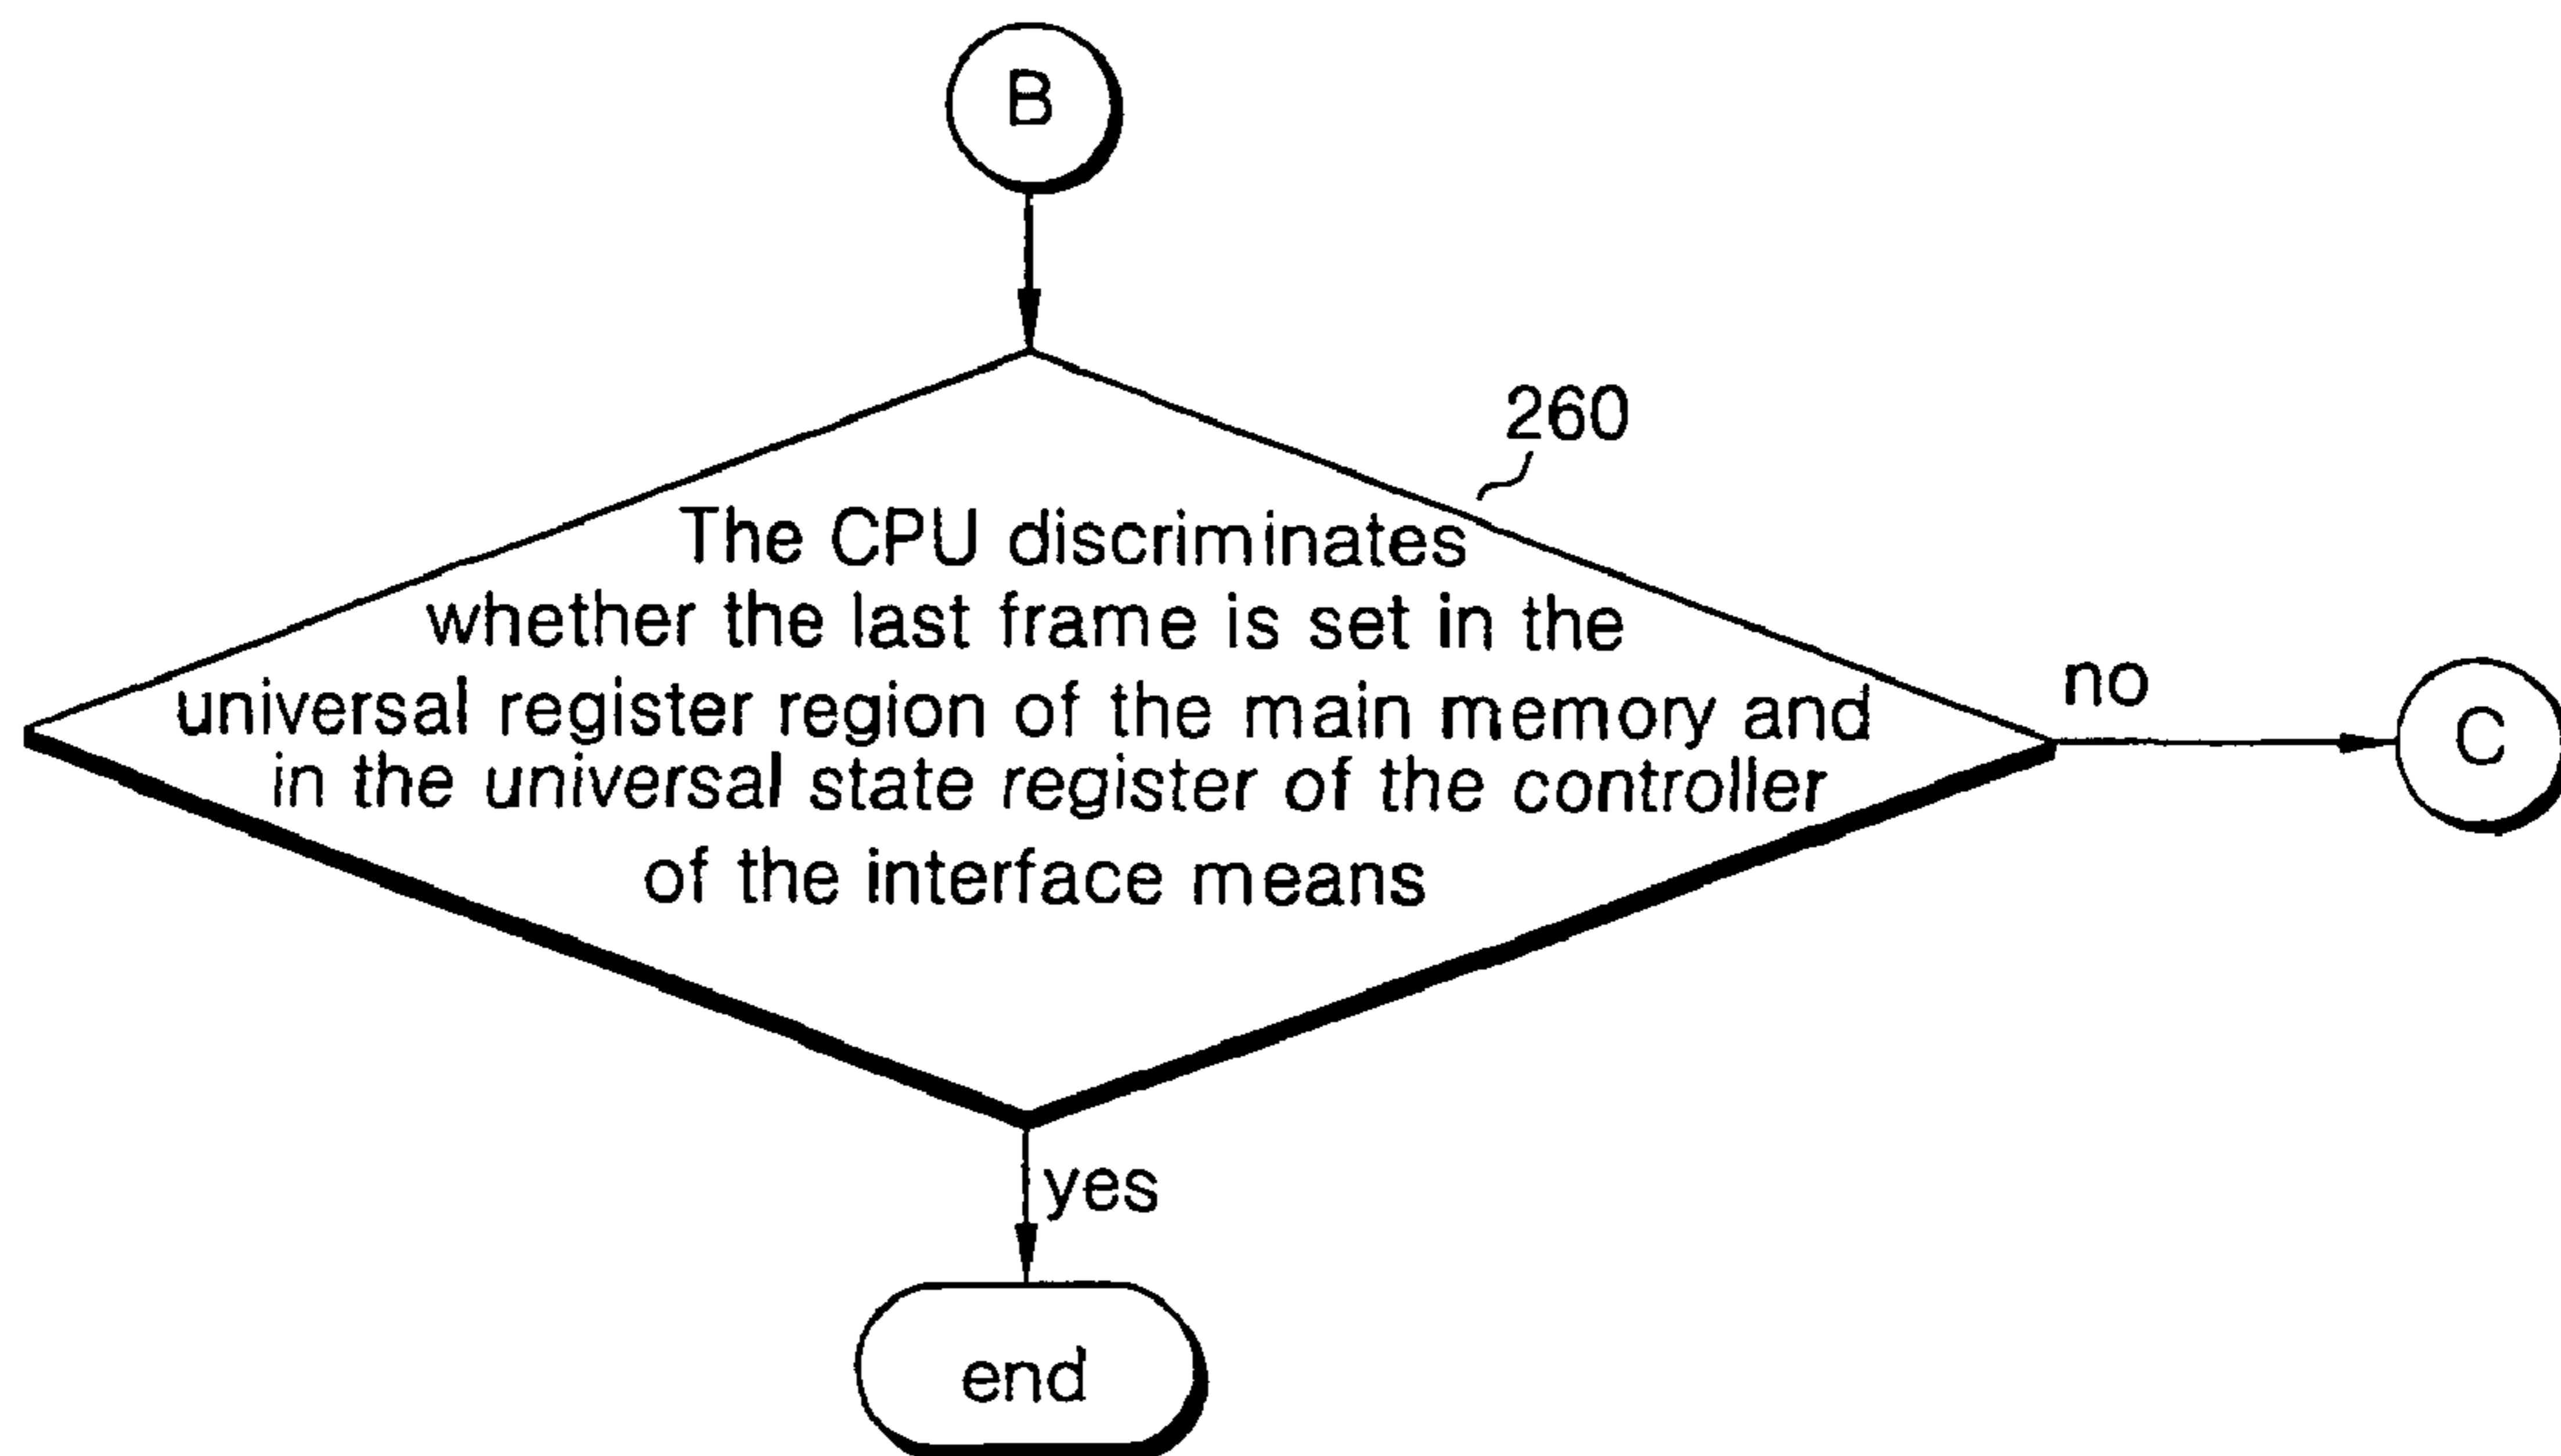 B
260
The CPU discriminates
whether the last frame is set in the
universal register region of the main memory and
in the universal state register of the controller
of the interface means
no
C
yes
end